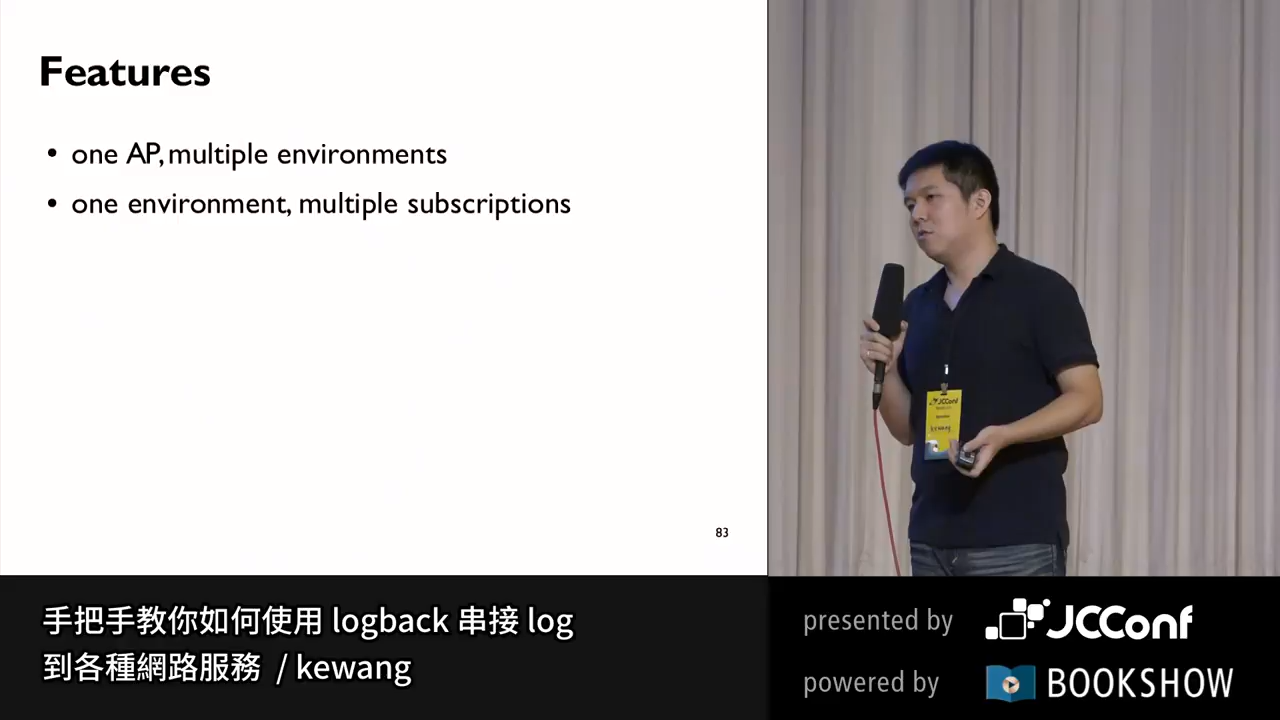 Features
• one AP, multiple environments
• one environment, multiple subscriptions
83
JCConf
手把手教你如何使用 logback 串接 log
到各種網路服務 / kewang
presented by JCConf
powered by BOOKSHOW